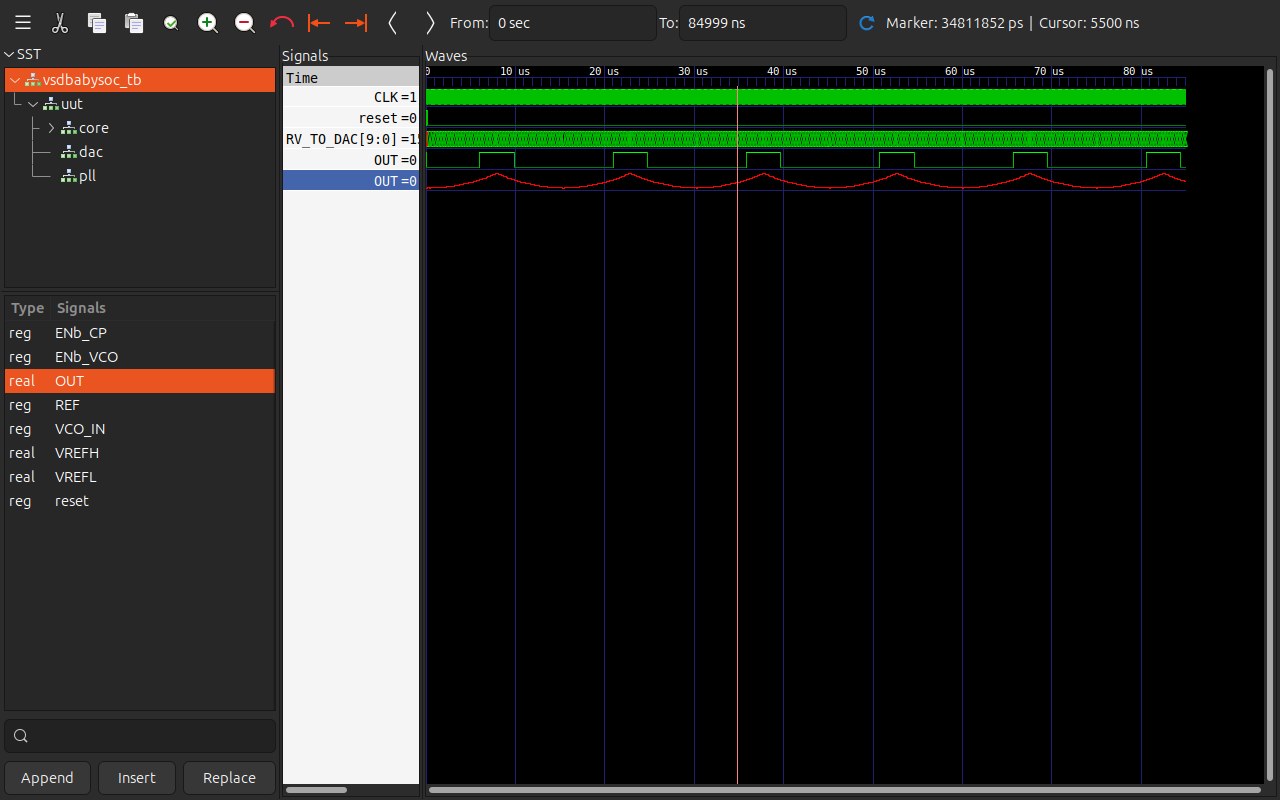 From: 0 sec To: 84999 ns Marker: 34811852 ps | Cursor: 5500 ns
SST
vsdbabysoc_tb
uut
core
dac
pll
Type Signals
reg ENb_CP
reg ENb_VCO
real OUT
reg REF
reg VCO_IN
real VREFH
real VREFL
reg reset
Append Insert Replace
Signals
Time
CLK=1
reset=0
RV_TO_DAC[9:0]=15
OUT=0
OUT=0
Waves
0 10 us 20 us 30 us 40 us 50 us 60 us 70 us 80 us